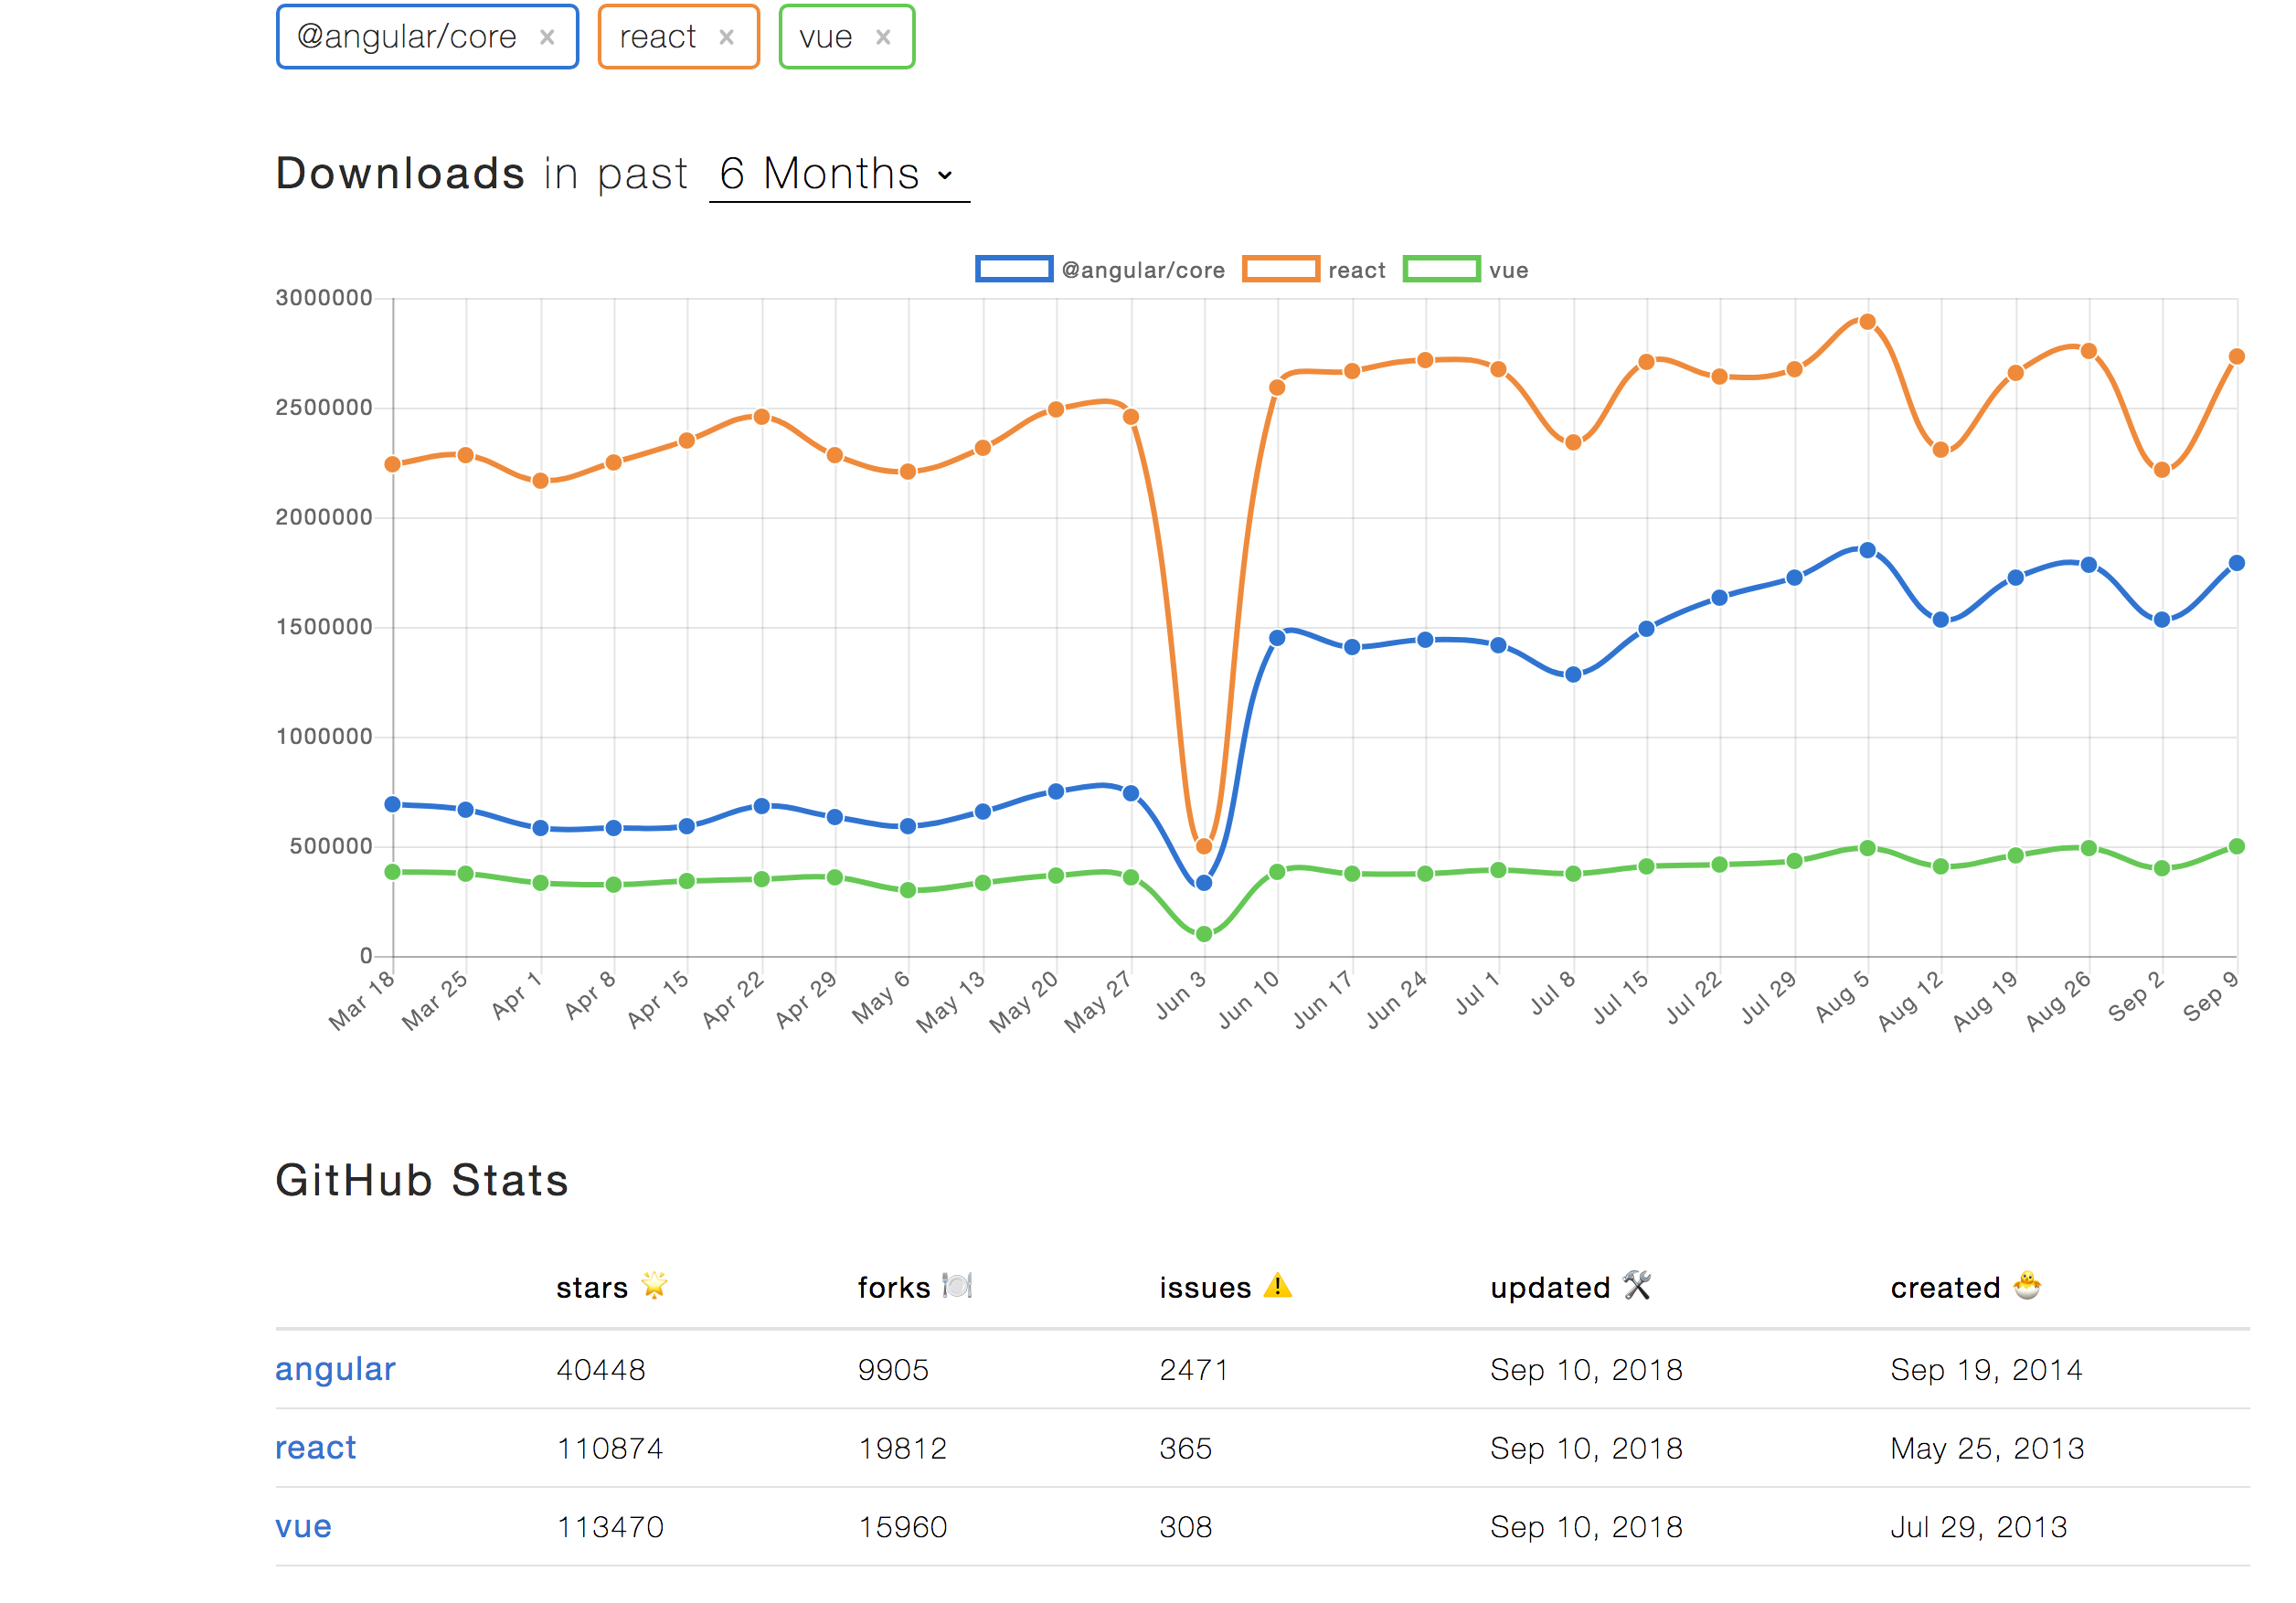 @angular/core × react × vue ×
Downloads in past 6 Months
@angular/core react vue
3000000
2500000
2000000
1500000
1000000
500000
0
Mar 18 Mar 25 Apr 1 Apr 8 Apr 15 Apr 22 Apr 29 May 6 May 13 May 20 May 27 Jun 3 Jun 10 Jun 17 Jun 24 Jul 1 Jul 8 Jul 15 Jul 22 Jul 29 Aug 5 Aug 12 Aug 19 Aug 26 Sep 2 Sep 9
GitHub Stats
stars 🌟 forks 🍽️ issues ⚠️ updated 🛠️ created 🐣
angular 40448 9905 2471 Sep 10, 2018 Sep 19, 2014
react 110874 19812 365 Sep 10, 2018 May 25, 2013
vue 113470 15960 308 Sep 10, 2018 Jul 29, 2013